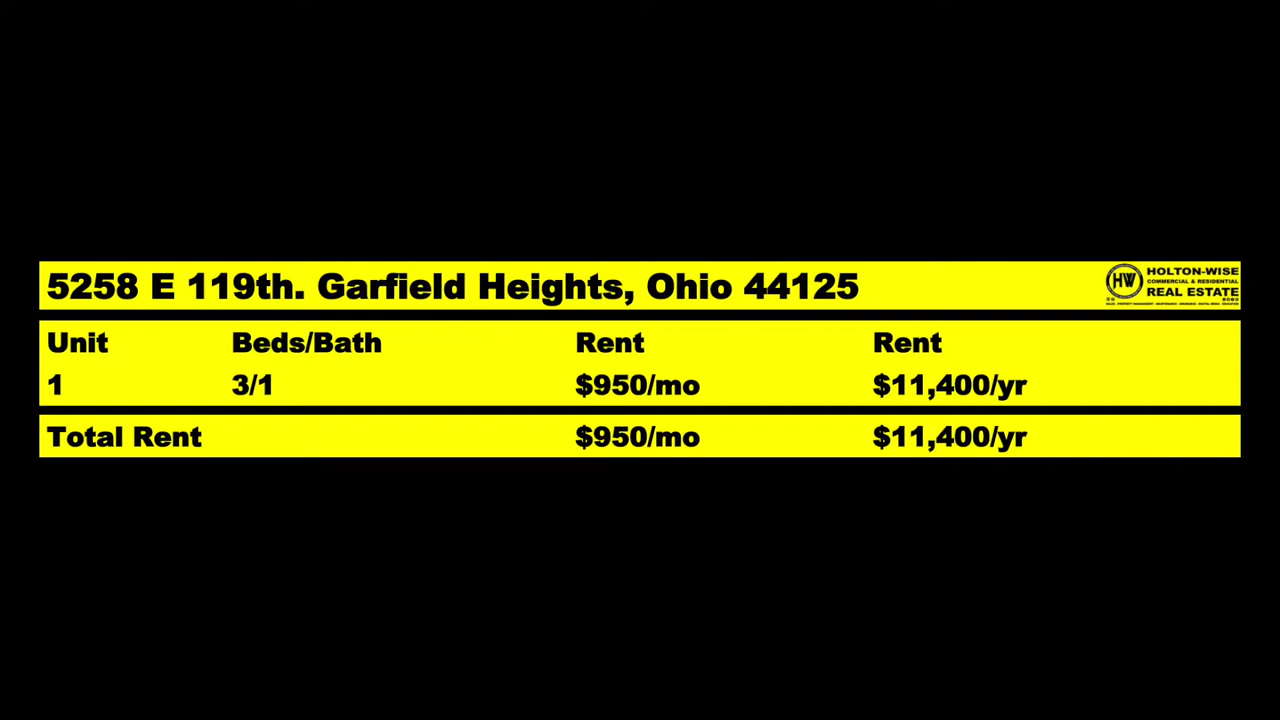 5258 E 119th. Garfield Heights, Ohio 44125
HW
HOLTON-WISE
COMMERCIAL & RESIDENTIAL
REAL ESTATE
Unit Beds/Bath Rent Rent
1 3/1 $950/mo $11,400/yr
Total Rent $950/mo $11,400/yr